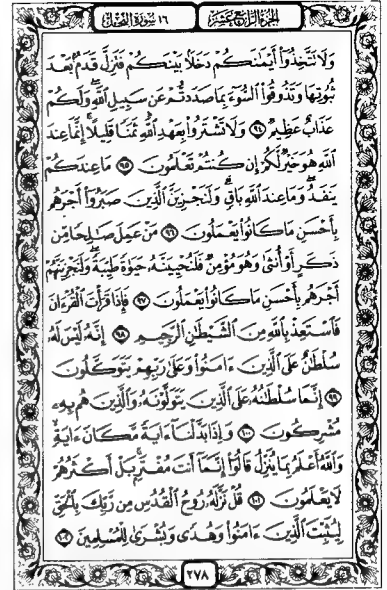 الجزء الرابع عشر ١٦ سورة النحل
وَلَا تَتَّخِذُوٓا۟ أَيْمَـٰنَكُمْ دَخَلًۢا بَيْنَكُمْ فَتَزِلَّ قَدَمٌۢ بَعْدَ
ثُبُوتِهَا وَتَذُوقُوا۟ ٱلسُّوٓءَ بِمَا صَدَدتُّمْ عَن سَبِيلِ ٱللَّهِ وَلَكُمْ
عَذَابٌ عَظِيمٌ ٩٤ وَلَا تَشْتَرُوا۟ بِعَهْدِ ٱللَّهِ ثَمَنًا قَلِيلًا إِنَّمَا عِندَ
ٱللَّهِ هُوَ خَيْرٌ لَّكُمْ إِن كُنتُمْ تَعْلَمُونَ ٩٥ مَا عِندَكُمْ
يَنفَدُ وَمَا عِندَ ٱللَّهِ بَاقٍ وَلَنَجْزِيَنَّ ٱلَّذِينَ صَبَرُوٓا۟ أَجْرَهُم
بِأَحْسَنِ مَا كَانُوا۟ يَعْمَلُونَ ٩٦ مَنْ عَمِلَ صَـٰلِحًا مِّن
ذَكَرٍ أَوْ أُنثَىٰ وَهُوَ مُؤْمِنٌ فَلَنُحْيِيَنَّهُۥ حَيَوٰةً طَيِّبَةً وَلَنَجْزِيَنَّهُمْ
أَجْرَهُم بِأَحْسَنِ مَا كَانُوا۟ يَعْمَلُونَ ٩٧ فَإِذَا قَرَأْتَ ٱلْقُرْءَانَ
فَٱسْتَعِذْ بِٱللَّهِ مِنَ ٱلشَّيْطَـٰنِ ٱلرَّجِيمِ ٩٨ إِنَّهُۥ لَيْسَ لَهُۥ
سُلْطَـٰنٌ عَلَى ٱلَّذِينَ ءَامَنُوا۟ وَعَلَىٰ رَبِّهِمْ يَتَوَكَّلُونَ
٩٩ إِنَّمَا سُلْطَـٰنُهُۥ عَلَى ٱلَّذِينَ يَتَوَلَّوْنَهُۥ وَٱلَّذِينَ هُم بِهِۦ
مُشْرِكُونَ ١٠٠ وَإِذَا بَدَّلْنَآ ءَايَةً مَّكَانَ ءَايَةٍ
وَٱللَّهُ أَعْلَمُ بِمَا يُنَزِّلُ قَالُوٓا۟ إِنَّمَآ أَنتَ مُفْتَرٍۭ بَلْ أَكْثَرُهُمْ
لَا يَعْلَمُونَ ١٠١ قُلْ نَزَّلَهُۥ رُوحُ ٱلْقُدُسِ مِن رَّبِّكَ بِٱلْحَقِّ
لِيُثَبِّتَ ٱلَّذِينَ ءَامَنُوا۟ وَهُدًى وَبُشْرَىٰ لِلْمُسْلِمِينَ ١٠٢
٢٧٨